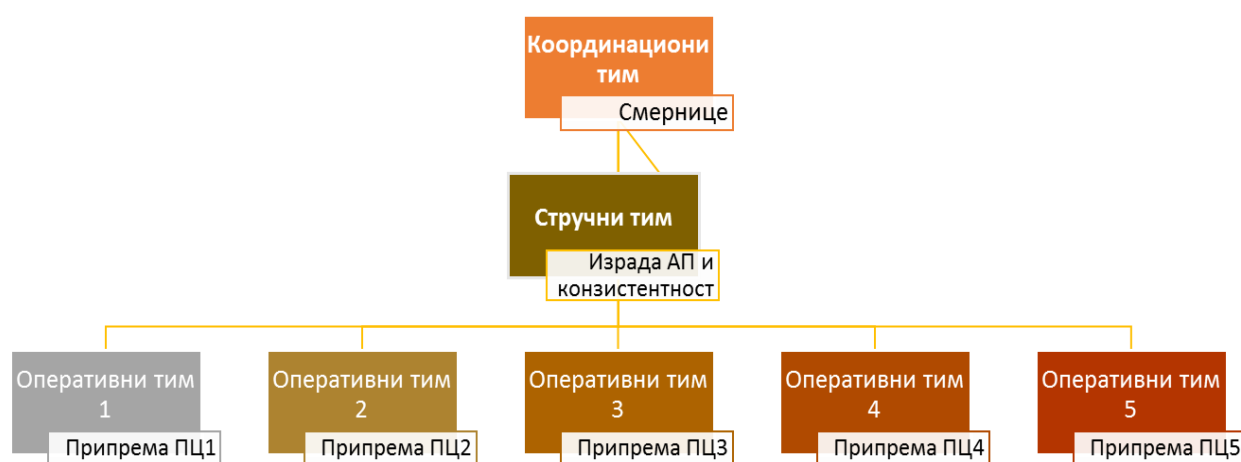 Координациони
тим
Смернице
Стручни тим
Израда АП и
конзистентност
Оперативни тим
1
Припрема ПЦ1
Оперативни тим
2
Припрема ПЦ2
Оперативни тим
3
Припрема ПЦ3
Оперативни тим
4
Припрема ПЦ4
Оперативни тим
5
Припрема ПЦ5